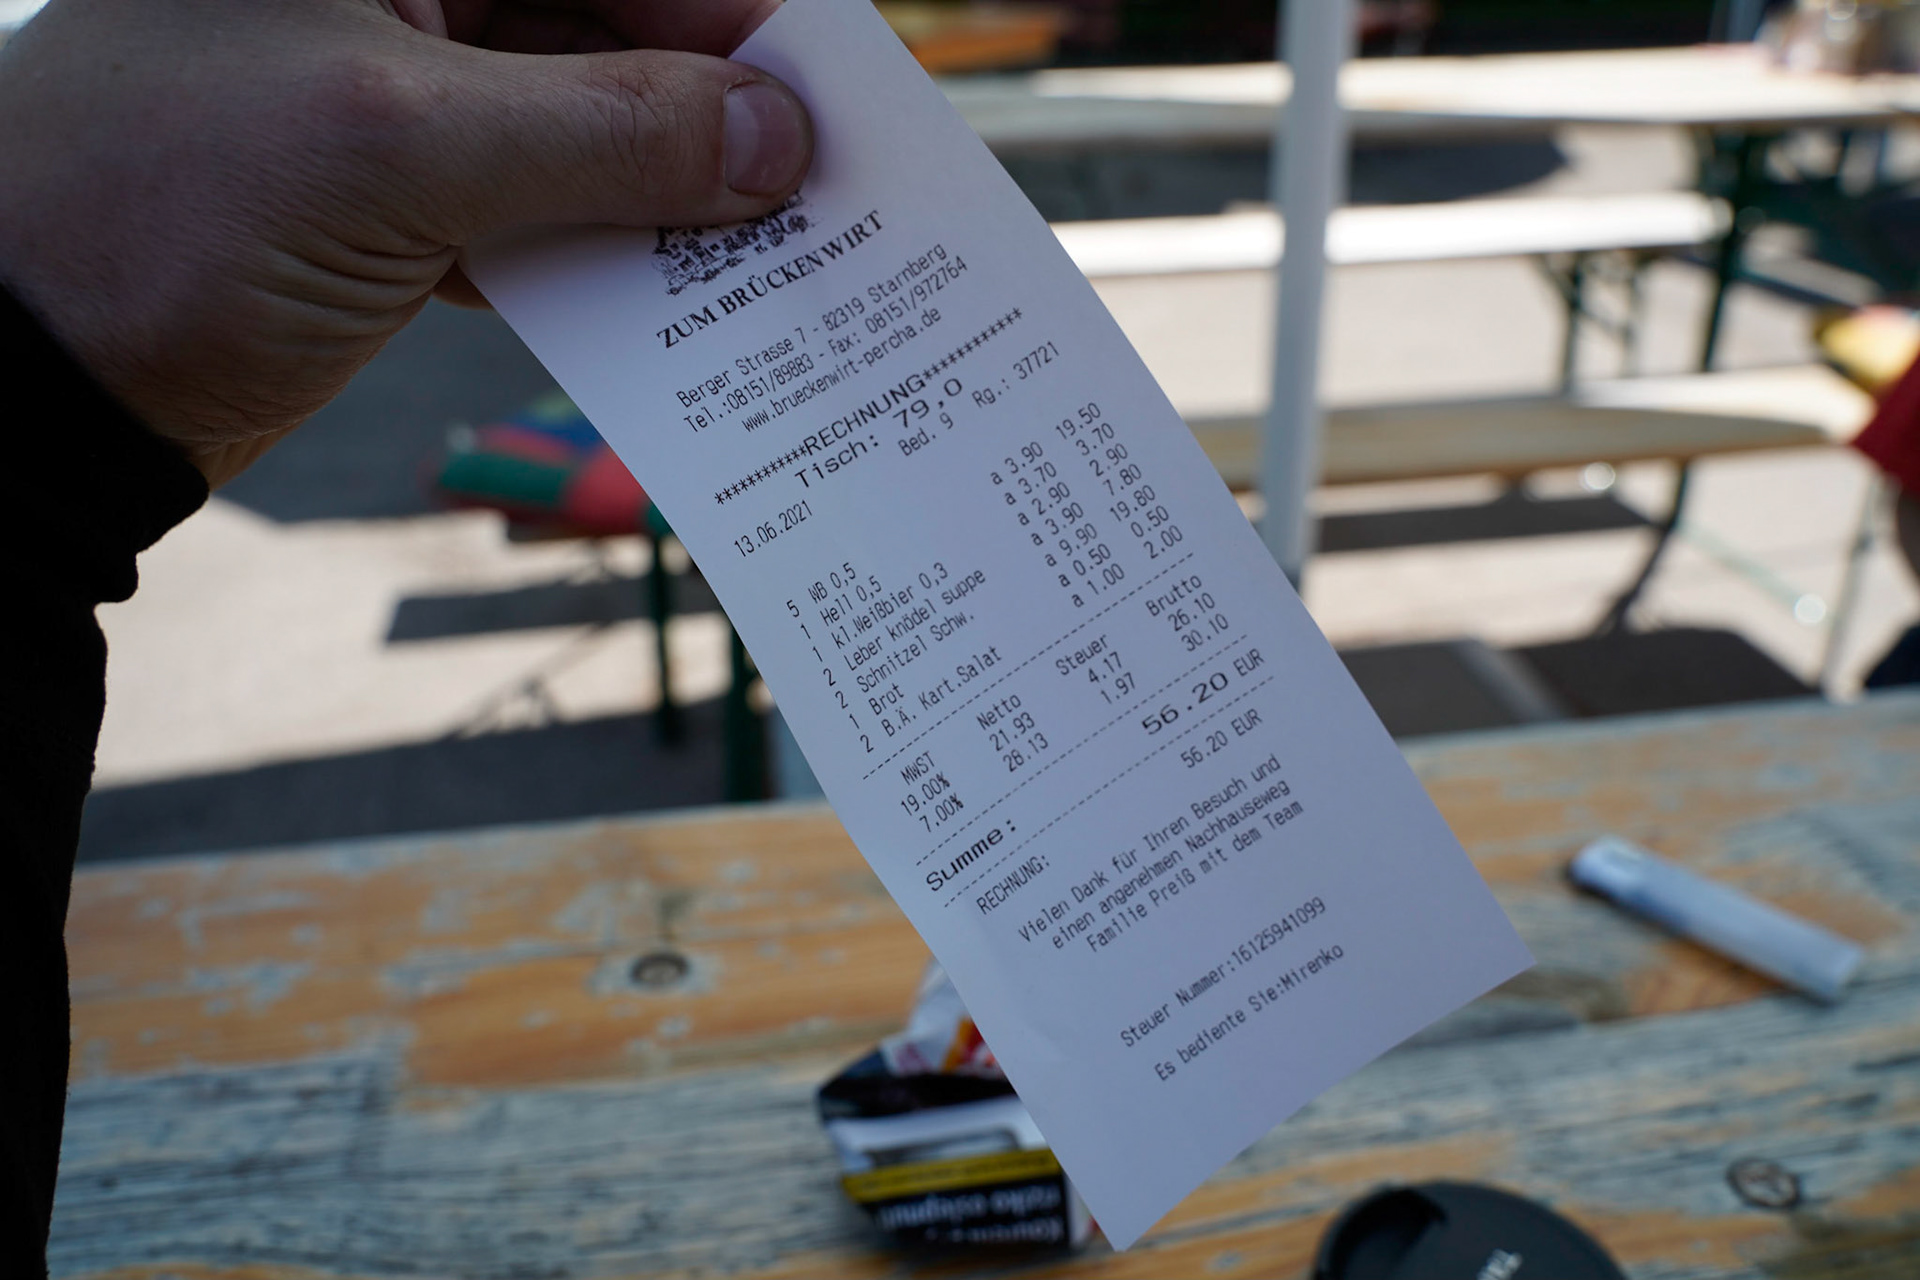 ZUM BRÜCKENWIRT
Berger Strasse 7 - 82319 Starnberg
Tel.:08151/89883 - Fax: 08151/972764
www.brueckenwirt-percha.de
***********RECHNUNG***********
Tisch: 79,0
13.06.2021 Bed. 9 Rg.: 37721
5 WB 0,5 a 3.90 19.50
1 Hell 0,5 a 3.70 3.70
1 kl.Weißbier 0,3 a 2.90 2.90
2 Leber knödel suppe a 3.90 7.80
2 Schnitzel Schw. a 9.90 19.80
1 Brot a 0.50 0.50
2 B.Ä. Kart.Salat a 1.00 2.00
MWST Netto Steuer Brutto
19.00% 21.93 4.17 26.10
7.00% 28.13 1.97 30.10
Summe: 56.20 EUR
RECHNUNG: 56.20 EUR
Vielen Dank für Ihren Besuch und
einen angenehmen Nachhauseweg
Familie Preiß mit dem Team
Steuer Nummer:16125941099
Es bediente Sie:Mirenko